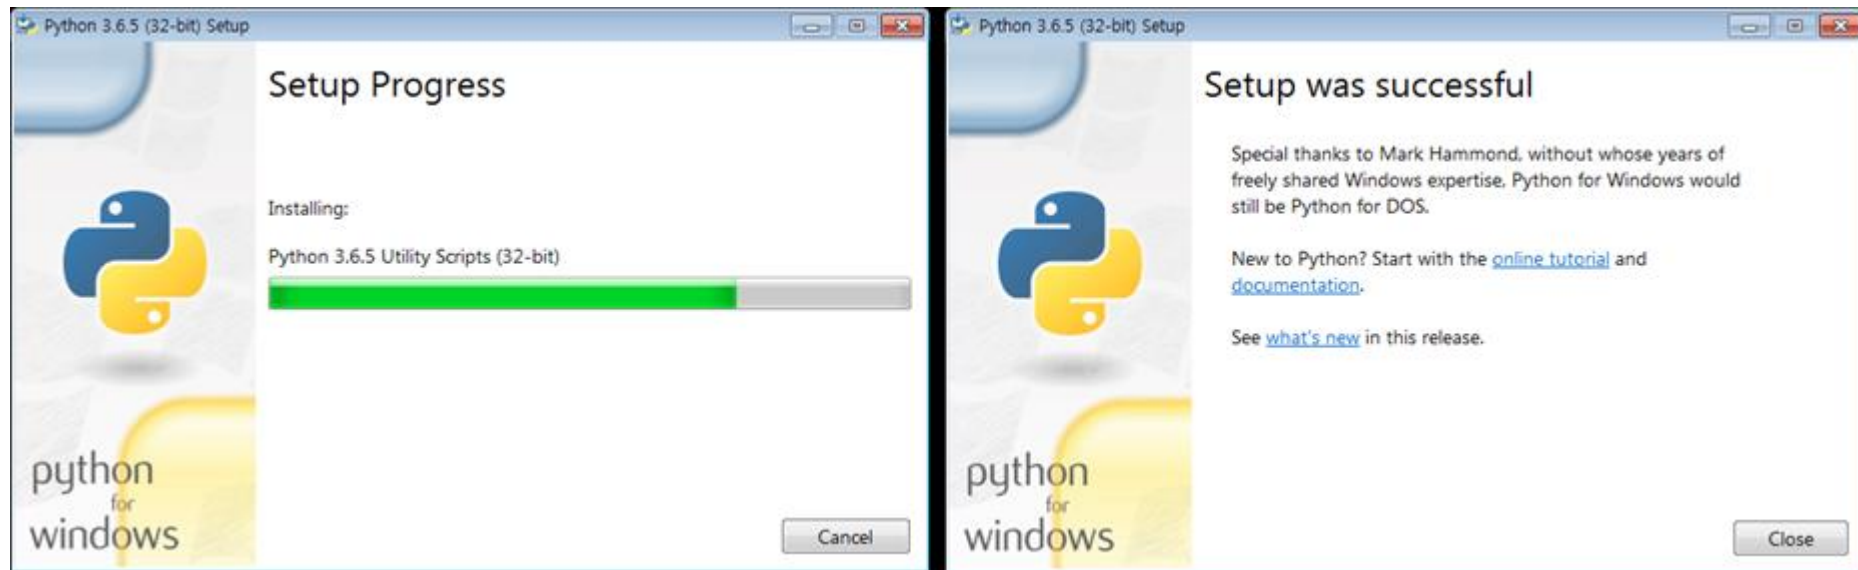 Python 3.6.5 (32-bit) Setup
Setup Progress
Installing:
Python 3.6.5 Utility Scripts (32-bit)
python
for
windows
Cancel
Python 3.6.5 (32-bit) Setup
Setup was successful
Special thanks to Mark Hammond, without whose years of
freely shared Windows expertise, Python for Windows would
still be Python for DOS.
New to Python? Start with the online tutorial and
documentation.
See what's new in this release.
python
for
windows
Close